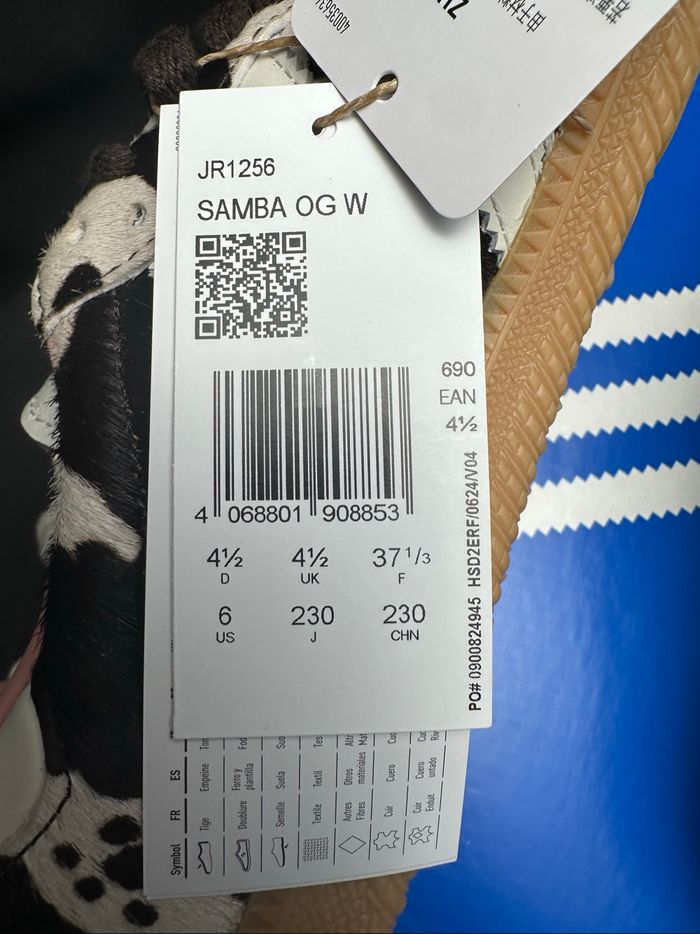 JR1256
SAMBA OG W
690
EAN
4½
4 068801 908853
4½ 4½ 37 1/3
D UK F
6 230 230
US J CHN
PO# 0900824945 HSD2ERF/0624/V04
Symbol
FR
ES
Tige
Empeine
Doublure
Forro y plantilla
Semelle
Suela
Textile
Textil
Autres Fibres
Otros materiales
Cuir
Cuero
Cuir Enduit
Cuero untado